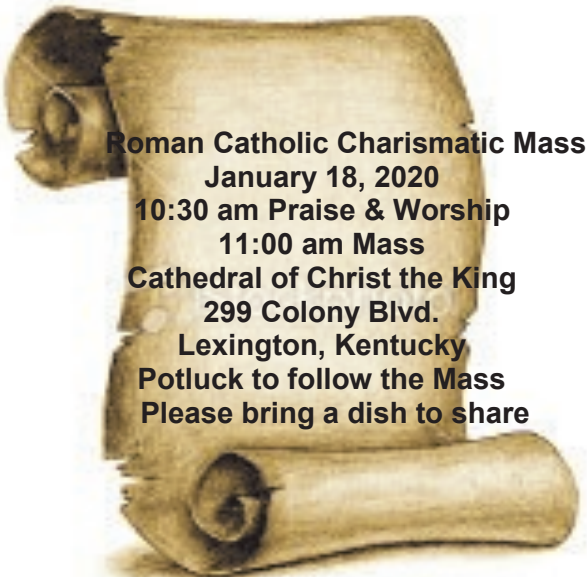 Roman Catholic Charismatic Mass
January 18, 2020
10:30 am Praise & Worship
11:00 am Mass
Cathedral of Christ the King
299 Colony Blvd.
Lexington, Kentucky
Potluck to follow the Mass
Please bring a dish to share